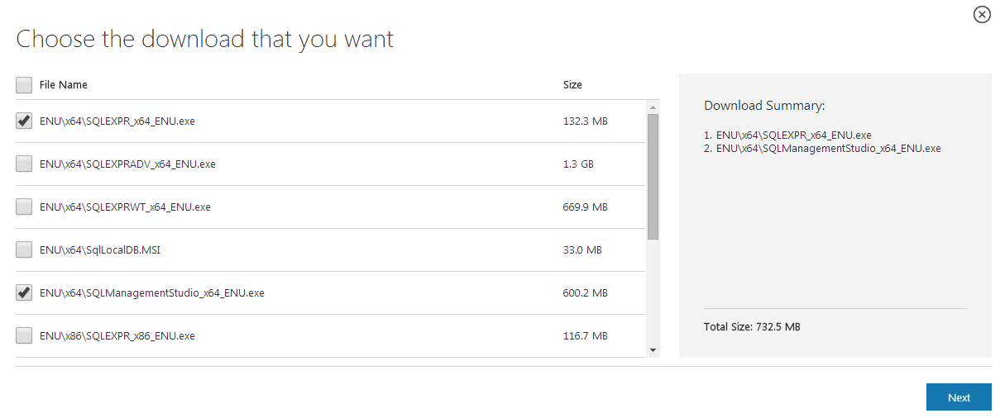 Choose the download that you want
File Name Size
ENU\x64\SQLEXPR_x64_ENU.exe 132.3 MB
ENU\x64\SQLEXPRADV_x64_ENU.exe 1.3 GB
ENU\x64\SQLEXPRWT_x64_ENU.exe 669.9 MB
ENU\x64\SqlLocalDB.MSI 33.0 MB
ENU\x64\SQLManagementStudio_x64_ENU.exe 600.2 MB
ENU\x86\SQLEXPR_x86_ENU.exe 116.7 MB
Download Summary:
1. ENU\x64\SQLEXPR_x64_ENU.exe
2. ENU\x64\SQLManagementStudio_x64_ENU.exe
Total Size: 732.5 MB
Next